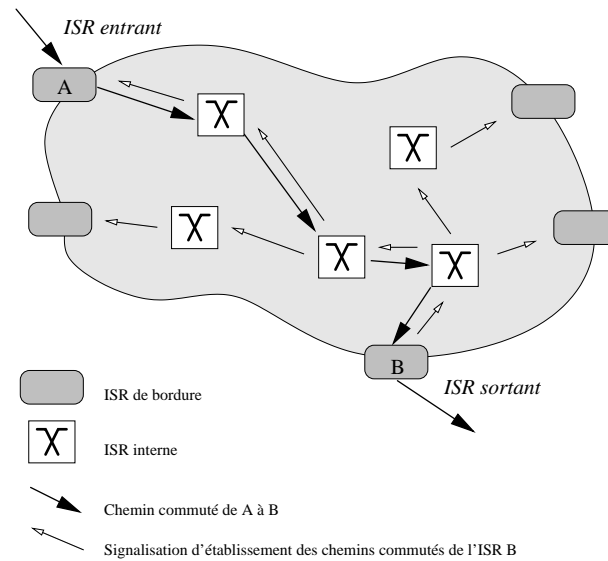 ISR entrant
A
B
ISR sortant
ISR de bordure
ISR interne
Chemin commuté de A à B
Signalisation d'établissement des chemins commutés de l'ISR B